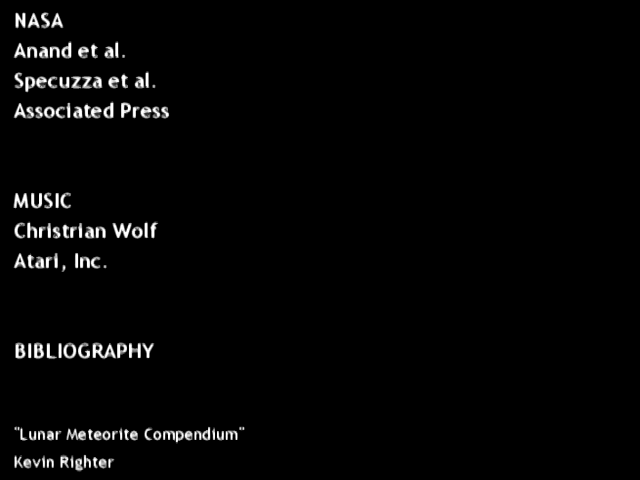 NASA
Anand et al.
Specuzza et al.
Associated Press
MUSIC
Christrian Wolf
Atari, Inc.
BIBLIOGRAPHY
"Lunar Meteorite Compendium"
Kevin Righter